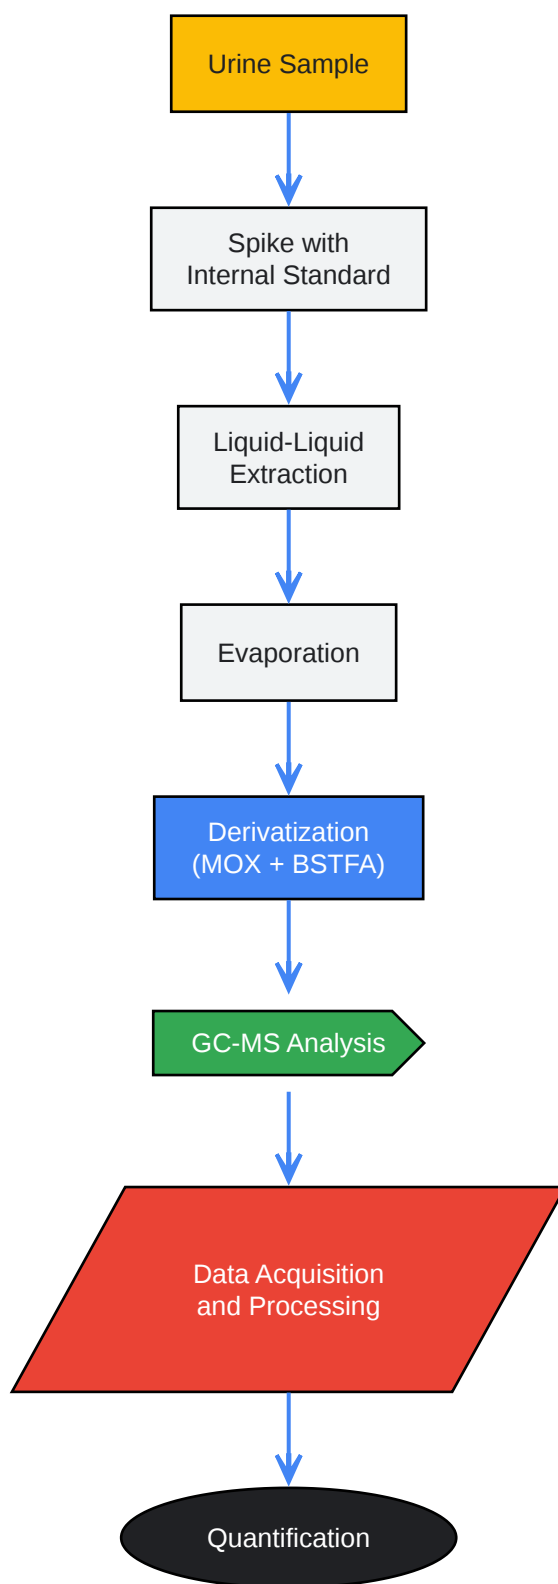 Urine Sample
Spike with
Internal Standard
Liquid-Liquid
Extraction
Evaporation
Derivatization
(MOX + BSTFA)
GC-MS Analysis
Data Acquisition
and Processing
Quantification